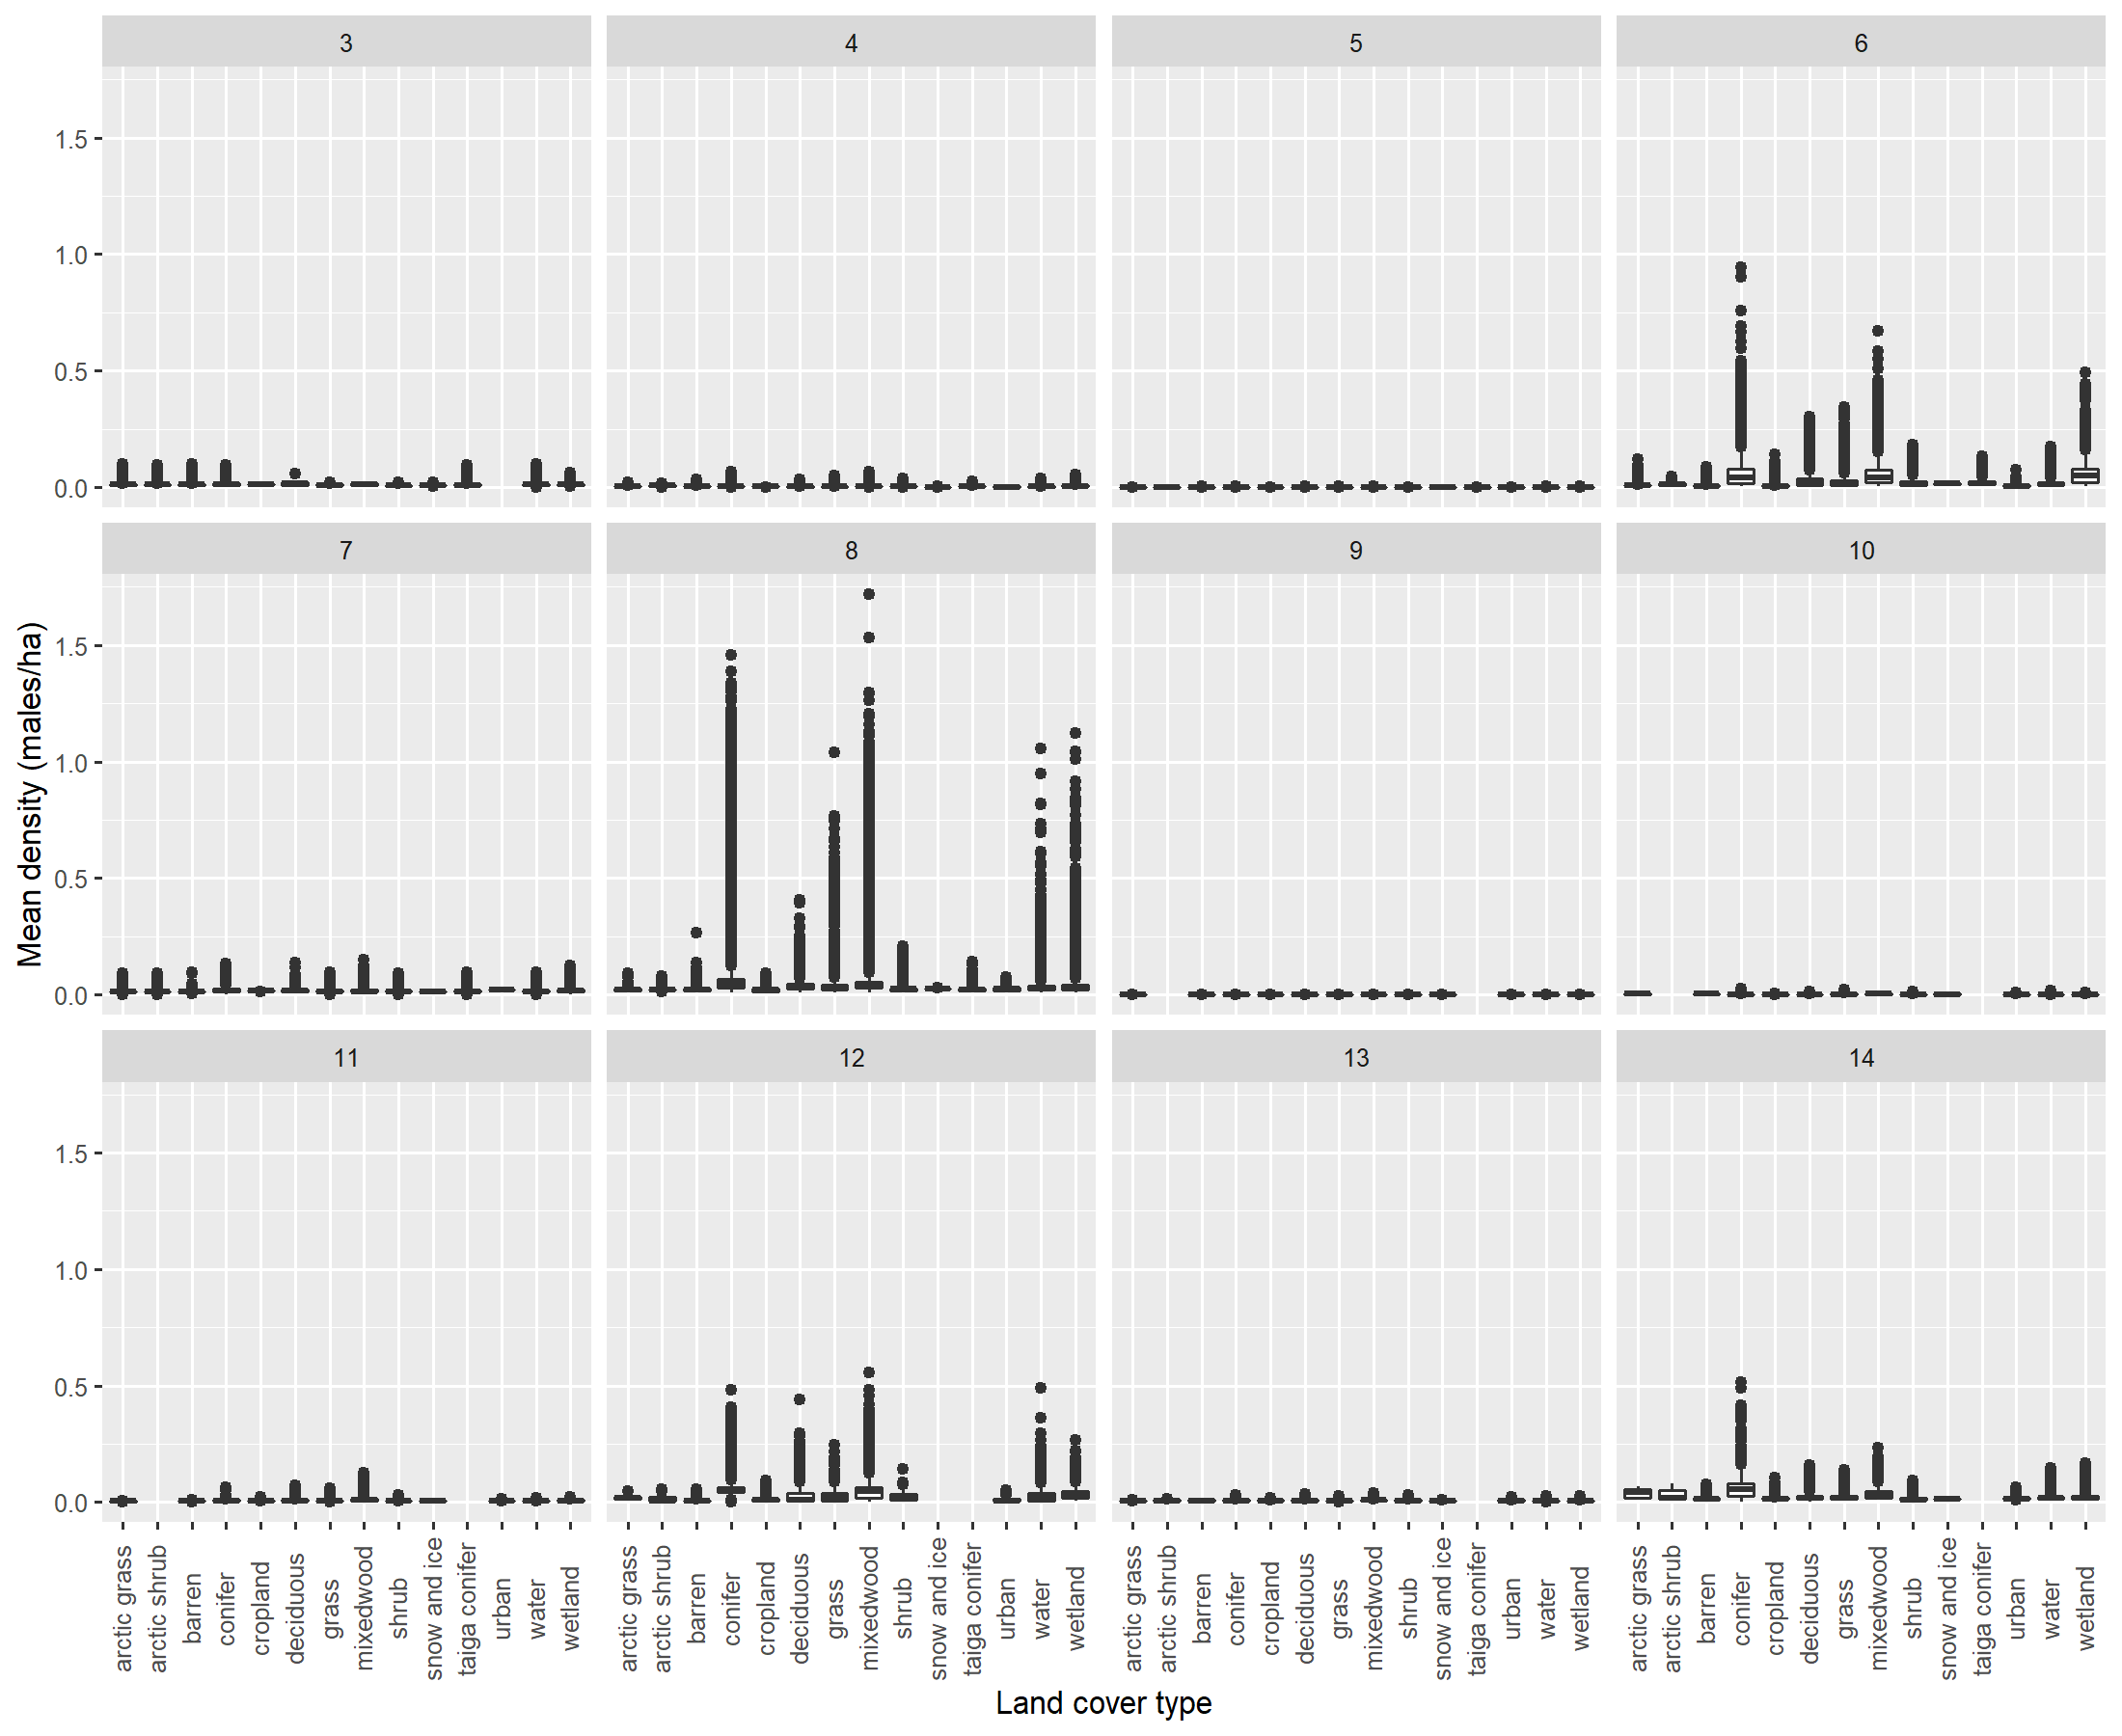 3 4 5 6
1.5
1.0
0.5
0.0
7 8 9 10
1.5
1.0
0.5
0.0
11 12 13 14
1.5
1.0
0.5
0.0
Mean density (males/ha)
arctic grass arctic shrub barren conifer cropland deciduous grass mixedwood shrub snow and ice taiga conifer urban water wetland
arctic grass arctic shrub barren conifer cropland deciduous grass mixedwood shrub snow and ice taiga conifer urban water wetland
arctic grass arctic shrub barren conifer cropland deciduous grass mixedwood shrub snow and ice taiga conifer urban water wetland
arctic grass arctic shrub barren conifer cropland deciduous grass mixedwood shrub snow and ice taiga conifer urban water wetland
Land cover type